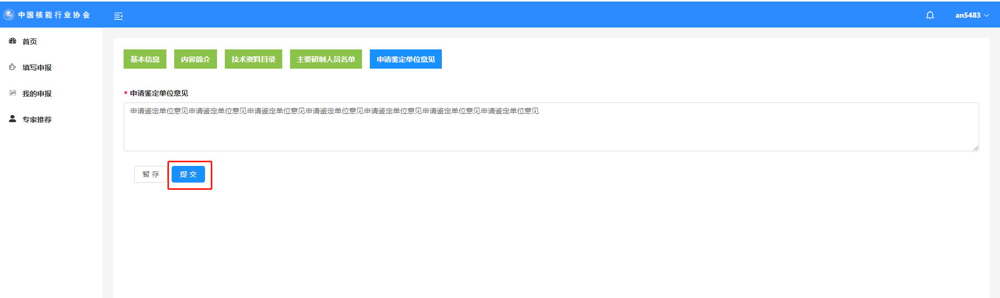 中国核能行业协会
an5483
首页
填写申报
我的申报
专家推荐
基本信息 内容简介 技术资料目录 主要研制人员名单 申请鉴定单位意见
* 申请鉴定单位意见
申请鉴定单位意见申请鉴定单位意见申请鉴定单位意见申请鉴定单位意见申请鉴定单位意见申请鉴定单位意见申请鉴定单位意见
暂 存 提 交